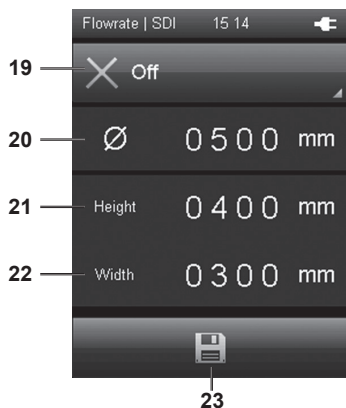 Flowrate | SDI 15 14
19 Off
20 Ø 0500 mm
21 Height 0400 mm
22 Width 0300 mm
23